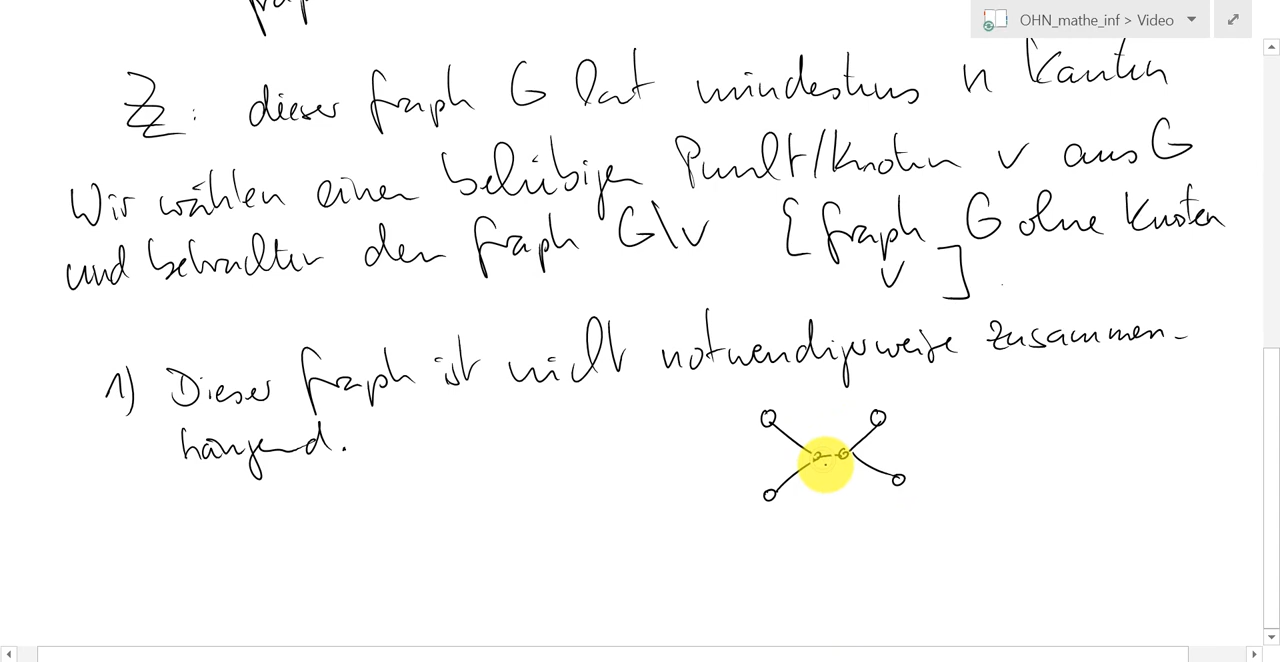 OHN_mathe_inf > Video
ZZ: dieser Graph G hat mindestens n Kanten
Wir wählen einen beliebigen Punkt/Knoten v aus G
und betrachten den Graph G\v [Graph G ohne Knoten
v]
1) Dieser Graph ist nicht notwendigerweise zusammen-
hängend.